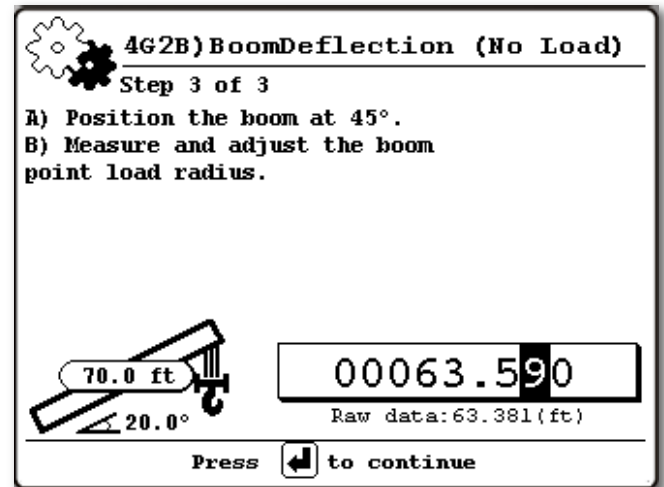 4G2B)BoomDeflection (No Load)
Step 3 of 3
A) Position the boom at 45°.
B) Measure and adjust the boom
point load radius.
70.0 ft
20.0°
00063.590
Raw data:63.381(ft)
Press to continue